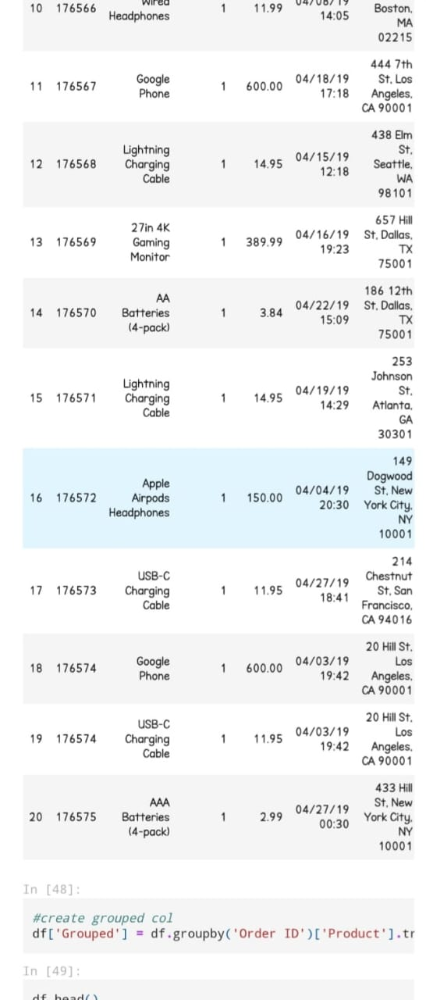 10 176566 Wired Headphones 1 11.99 04/08/19 14:05 Boston, MA 02215
11 176567 Google Phone 1 600.00 04/18/19 17:18 444 7th St, Los Angeles, CA 90001
12 176568 Lightning Charging Cable 1 14.95 04/15/19 12:18 438 Elm St, Seattle, WA 98101
13 176569 27in 4K Gaming Monitor 1 389.99 04/16/19 19:23 657 Hill St, Dallas, TX 75001
14 176570 AA Batteries (4-pack) 1 3.84 04/22/19 15:09 186 12th St, Dallas, TX 75001
15 176571 Lightning Charging Cable 1 14.95 04/19/19 14:29 253 Johnson St, Atlanta, GA 30301
16 176572 Apple Airpods Headphones 1 150.00 04/04/19 20:30 149 Dogwood St, New York City, NY 10001
17 176573 USB-C Charging Cable 1 11.95 04/27/19 18:41 214 Chestnut St, San Francisco, CA 94016
18 176574 Google Phone 1 600.00 04/03/19 19:42 20 Hill St, Los Angeles, CA 90001
19 176574 USB-C Charging Cable 1 11.95 04/03/19 19:42 20 Hill St, Los Angeles, CA 90001
20 176575 AAA Batteries (4-pack) 1 2.99 04/27/19 00:30 433 Hill St, New York City, NY 10001
In [48]:
#create grouped col
df['Grouped'] = df.groupby('Order ID')['Product'].tr
In [49]:
df.head()